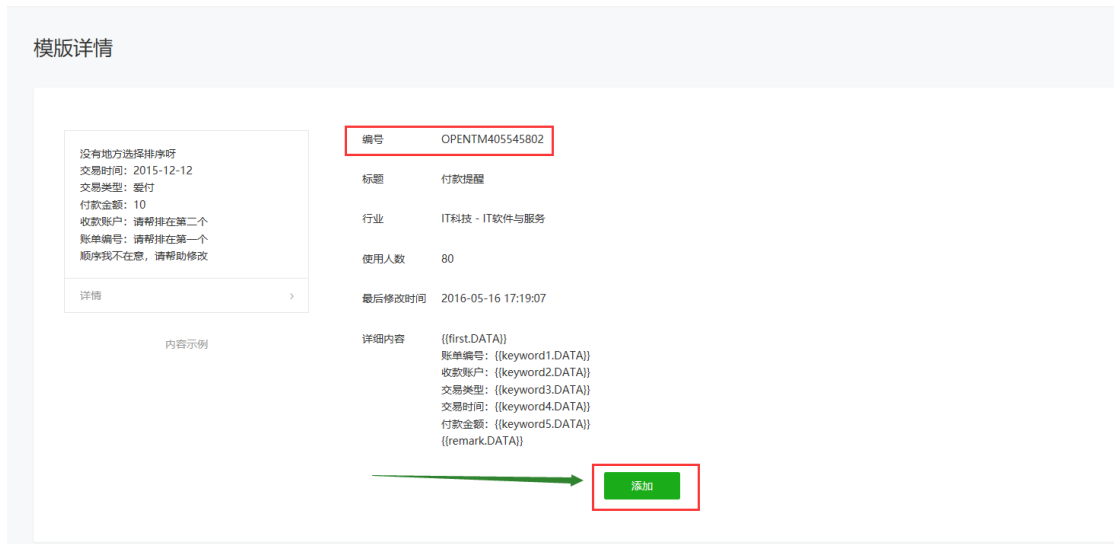 模版详情
没有地方选择排序呀
交易时间：2015-12-12
交易类型：爱付
付款金额：10
收款账户：请帮排在第二个
账单编号：请帮排在第一个
顺序我不在意，请帮助修改
详情
内容示例
编号 OPENTM405545802
标题 付款提醒
行业 IT科技 - IT软件与服务
使用人数 80
最后修改时间 2016-05-16 17:19:07
详细内容 {{first.DATA}}
账单编号：{{keyword1.DATA}}
收款账户：{{keyword2.DATA}}
交易类型：{{keyword3.DATA}}
交易时间：{{keyword4.DATA}}
付款金额：{{keyword5.DATA}}
{{remark.DATA}}
添加